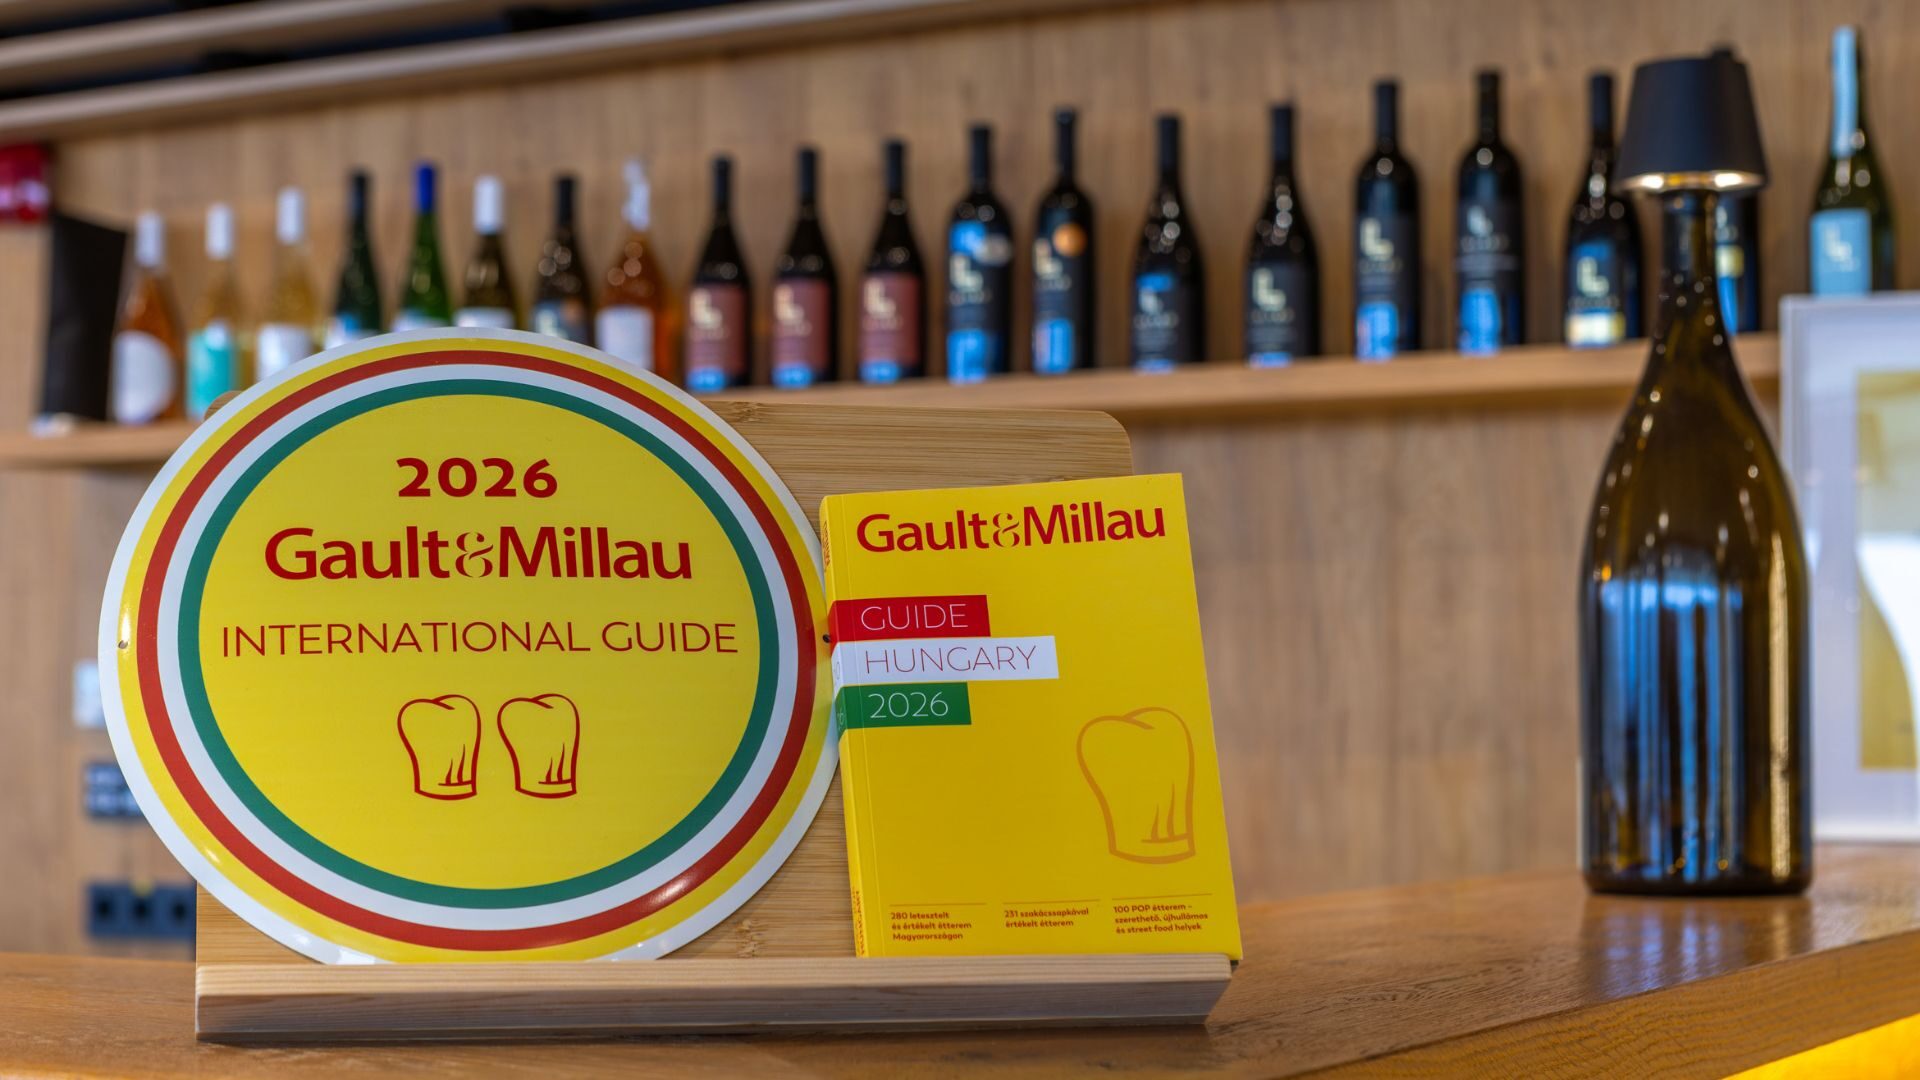 2026
Gault&Millau
INTERNATIONAL GUIDE
Gault&Millau
GUIDE
HUNGARY
2026
280 letesztelt
és értékelt étterem
Magyarországon
231 szakácssapkával
értékelt étterem
100 POP étterem –
szerethető, újhullámos
és street food helyek